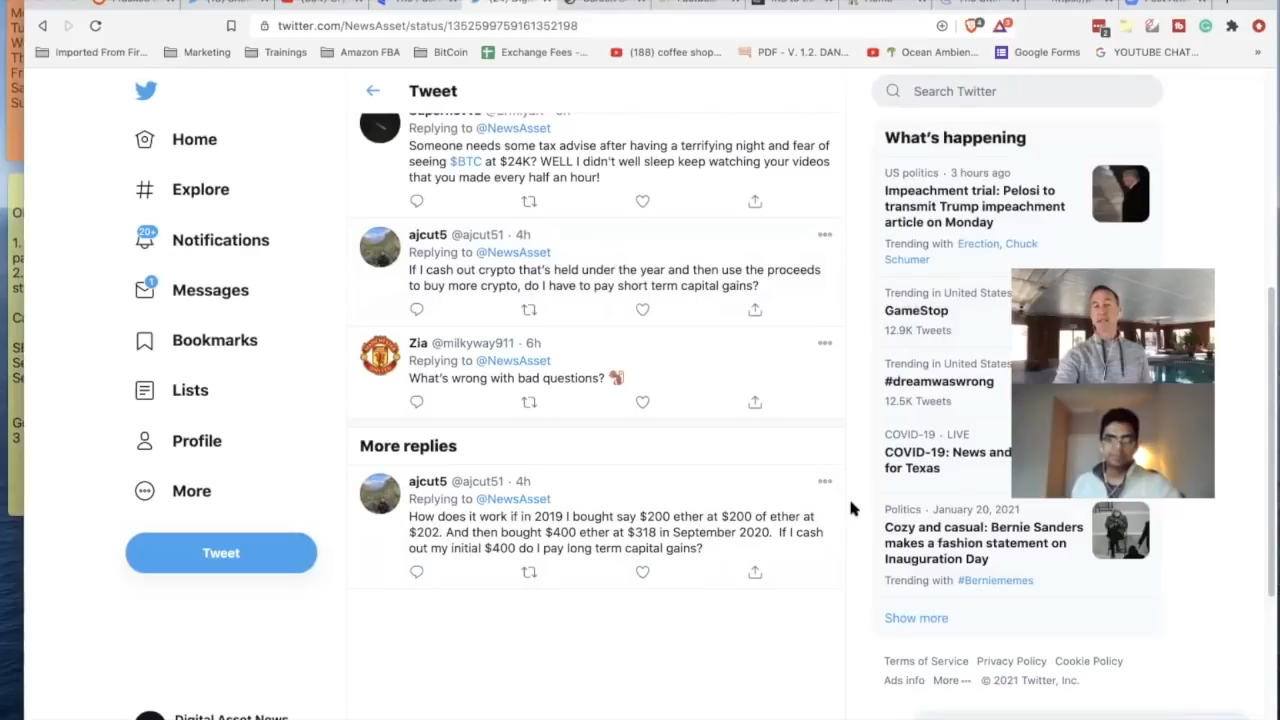 twitter.com/NewsAsset/status/1352599759161352198
Imported From Fir...
Marketing
Trainings
Amazon FBA
BitCoin
Exchange Fees -...
(188) coffee shop...
PDF - V. 1.2. DAN...
Ocean Ambien...
Google Forms
YOUTUBE CHAT...
»
Home
Explore
20+
Notifications
1
Messages
Bookmarks
Lists
Profile
More
Tweet
Digital Asset News
Tweet
Replying to @NewsAsset
Someone needs some tax advise after having a terrifying night and fear of
seeing $BTC at $24K? WELL I didn't well sleep keep watching your videos
that you made every half an hour!
ajcut5 @ajcut51 · 4h
Replying to @NewsAsset
If I cash out crypto that's held under the year and then use the proceeds
to buy more crypto, do I have to pay short term capital gains?
Zia @milkyway911 · 6h
Replying to @NewsAsset
What's wrong with bad questions?
More replies
ajcut5 @ajcut51 · 4h
Replying to @NewsAsset
How does it work if in 2019 I bought say $200 ether at $200 of ether at
$202. And then bought $400 ether at $318 in September 2020. If I cash
out my initial $400 do I pay long term capital gains?
Search Twitter
What's happening
US politics · 3 hours ago
Impeachment trial: Pelosi to
transmit Trump impeachment
article on Monday
Trending with Erection, Chuck
Schumer
Trending in United States
GameStop
12.9K Tweets
Trending in United States
#dreamwaswrong
12.5K Tweets
COVID-19 · LIVE
COVID-19: News and
for Texas
Politics · January 20, 2021
Cozy and casual: Bernie Sanders
makes a fashion statement on
Inauguration Day
Trending with #Berniememes
Show more
Terms of Service Privacy Policy Cookie Policy
Ads info More··· © 2021 Twitter, Inc.